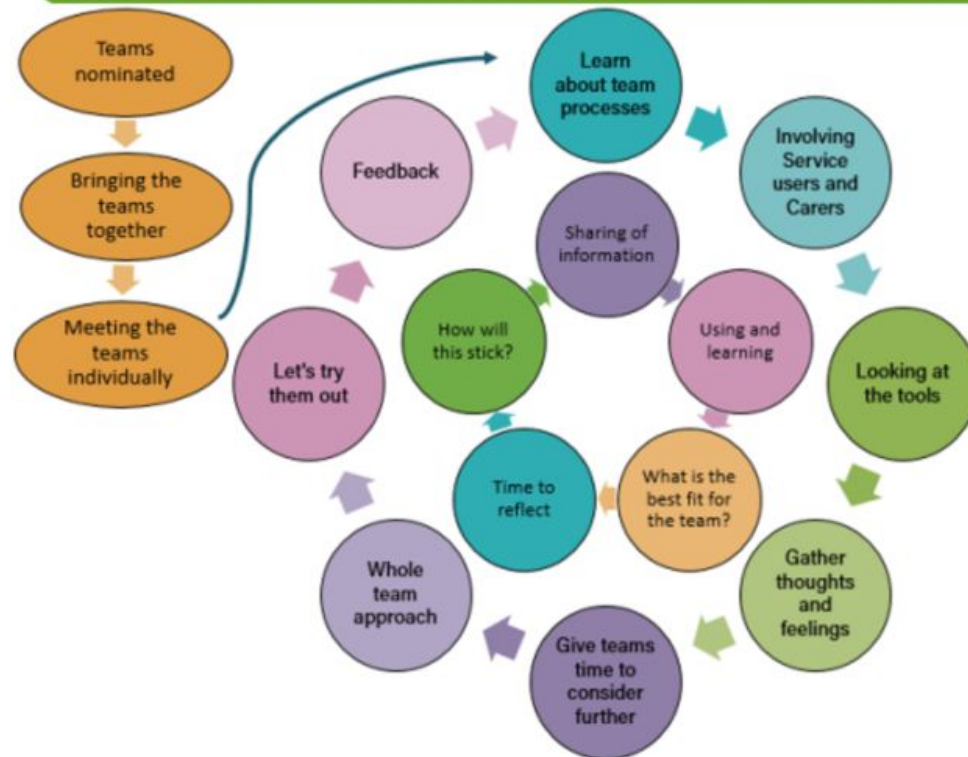 Teams
nominated
Bringing the
teams
together
Meeting the
teams
individually
Learn
about team
processes
Involving
Service
users and
Carers
Looking at
the tools
Gather
thoughts
and
feelings
Give teams
time to
consider
further
Whole
team
approach
Let's try
them out
Feedback
Sharing of
information
Using and
learning
What is the
best fit for
the team?
Time to
reflect
How will
this stick?